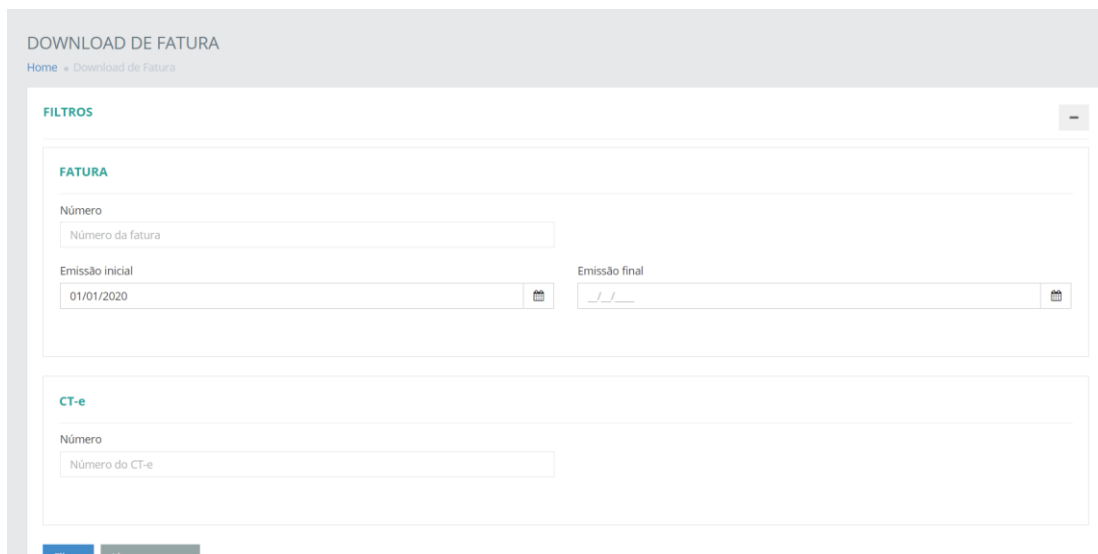 DOWNLOAD DE FATURA
Home • Download de Fatura
FILTROS
FATURA
Número
Número da fatura
Emissão inicial
Emissão final
01/01/2020
__/__/____
CT-e
Número
Número do CT-e